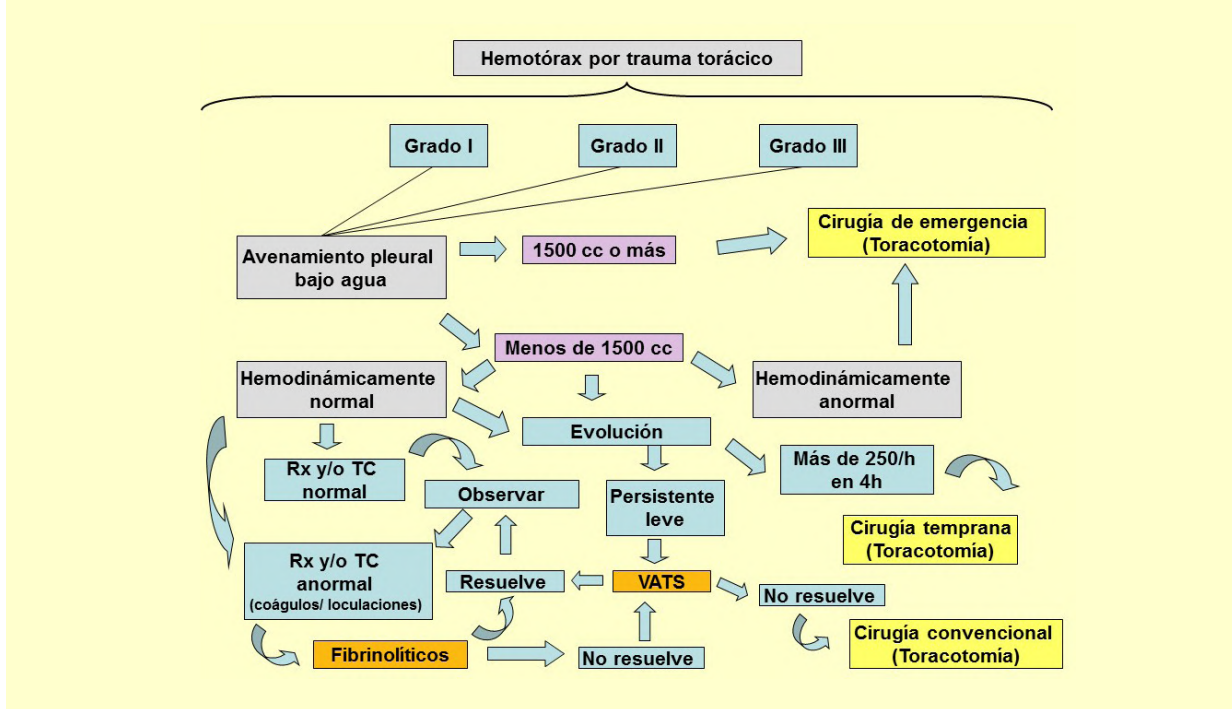 Hemotórax por trauma torácico
Grado I
Grado II
Grado III
Cirugía de emergencia
(Toracotomía)
Avenamiento pleural
bajo agua
1500 cc o más
Menos de 1500 cc
Hemodinámicamente
normal
Hemodinámicamente
anormal
Evolución
Rx y/o TC
normal
Observar
Persistente
leve
Más de 250/h
en 4h
Cirugía temprana
(Toracotomía)
Rx y/o TC
anormal
(coágulos/ loculaciones)
Resuelve
VATS
No resuelve
Fibrinolíticos
No resuelve
Cirugía convencional
(Toracotomía)